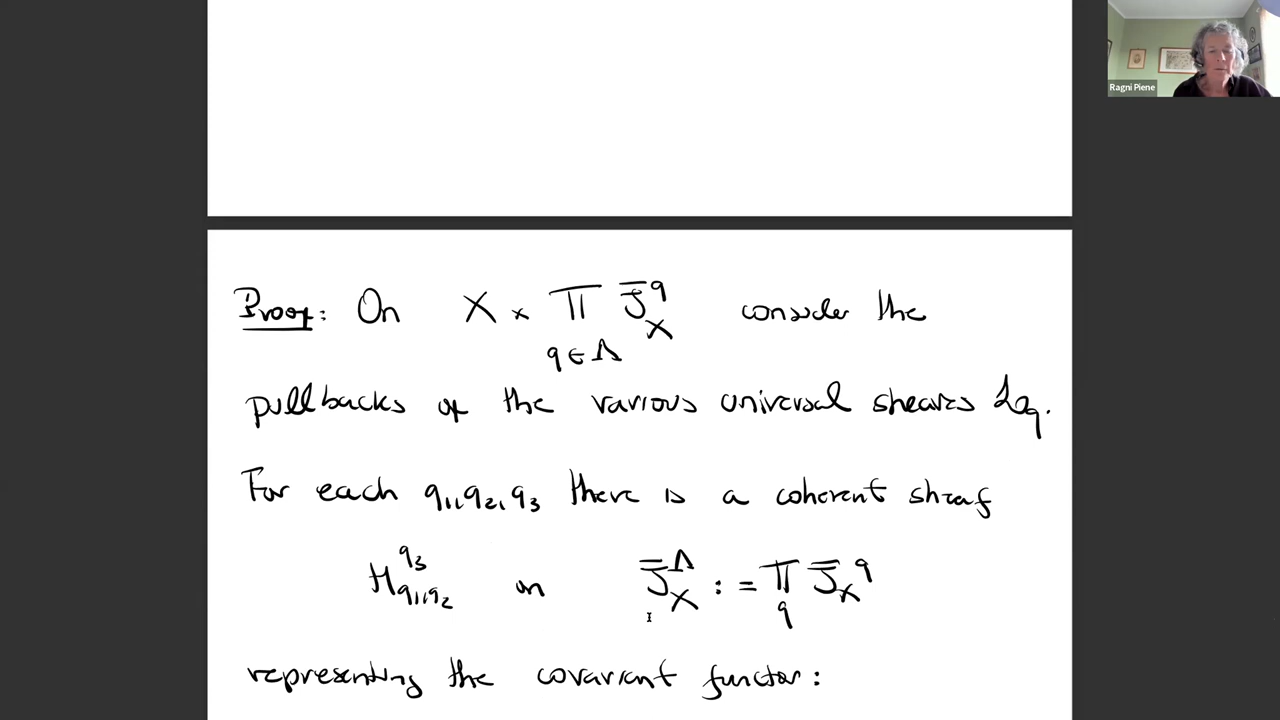 Ragni Piene
Proof: On X × ∏_{q∈Λ} J̄_X^q consider the
pullbacks of the various universal sheaves ℒ_q.
For each q_1, q_2, q_3 there is a coherent sheaf
H_{q_1,q_2}^{q_3} on J̄_X^Λ := ∏_q J̄_X^q
representing the covariant functor: